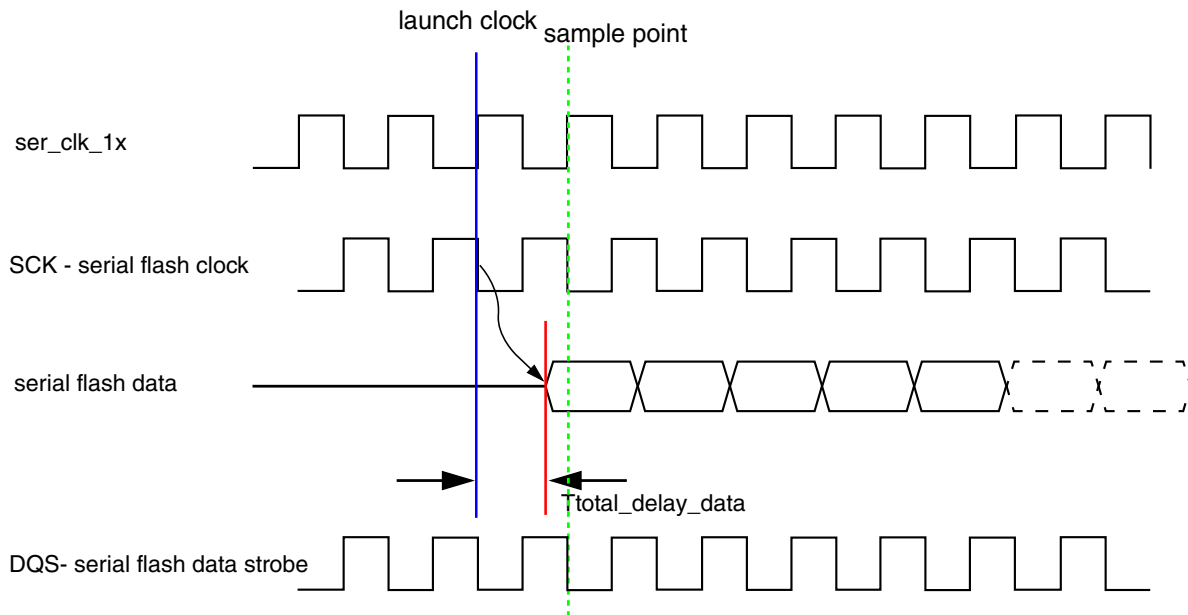 launch clock
sample point
ser_clk_1x
SCK - serial flash clock
serial flash data
Ttotal_delay_data
DQS- serial flash data strobe